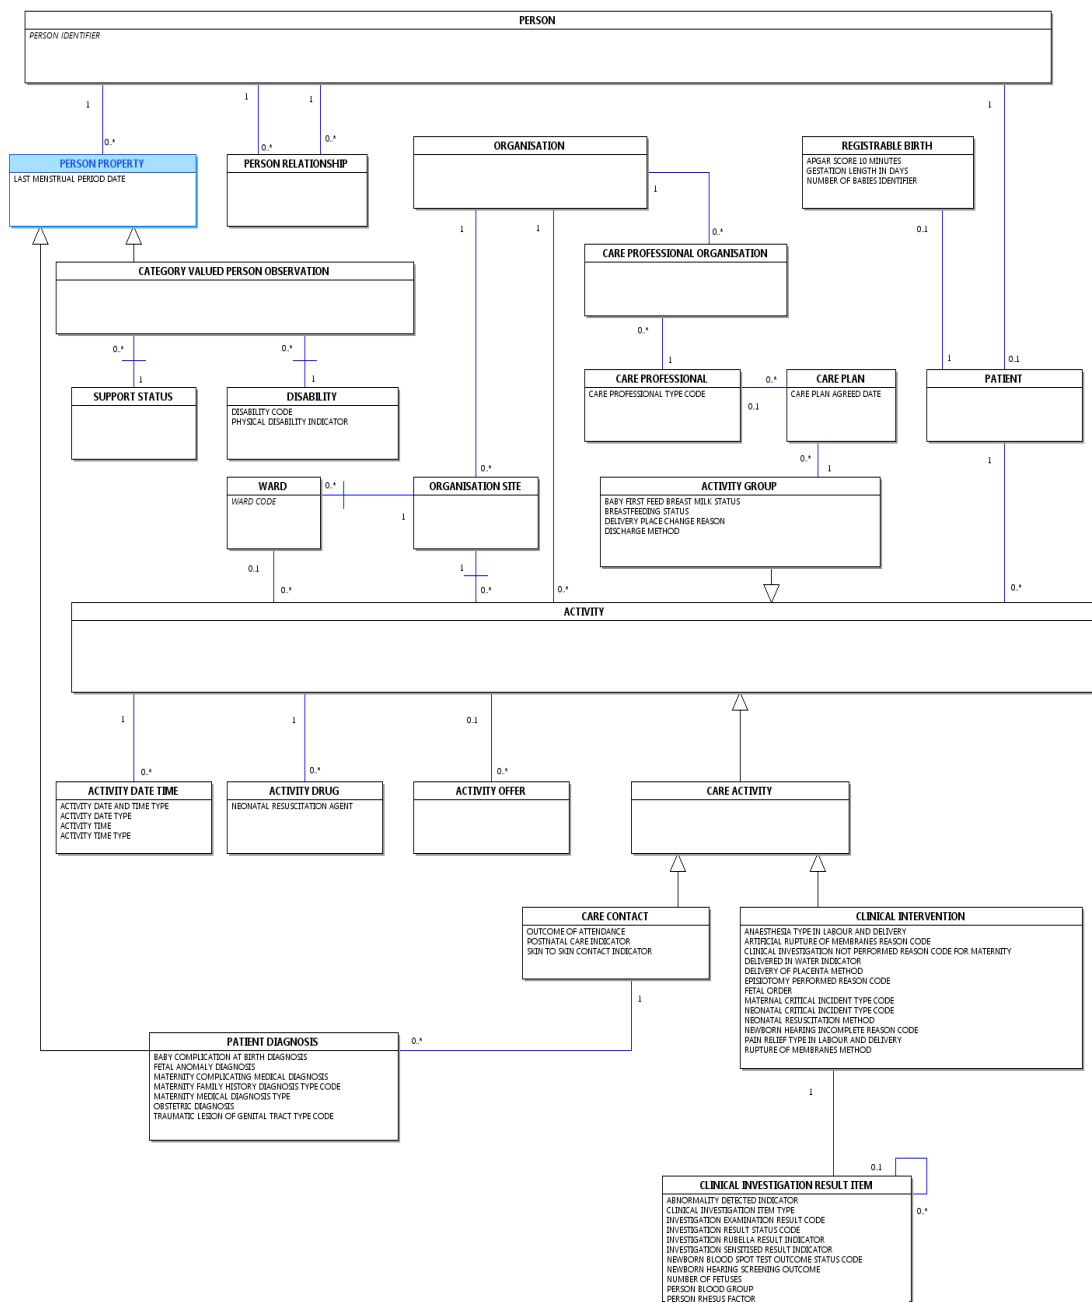 PERSON
PERSON IDENTIFIER
1
1
1
1
0..*
0..*
0..*
PERSON PROPERTY
LAST MENSTRUAL PERIOD DATE
PERSON RELATIONSHIP
ORGANISATION
REGISTRABLE BIRTH
APGAR SCORE 10 MINUTES
GESTATION LENGTH IN DAYS
NUMBER OF BABIES IDENTIFIER
1
0..*
1
1
0..1
CARE PROFESSIONAL ORGANISATION
CATEGORY VALUED PERSON OBSERVATION
0..*
1
0..*
1
0..*
1
1
0..1
SUPPORT STATUS
DISABILITY
DISABILITY CODE
PHYSICAL DISABILITY INDICATOR
CARE PROFESSIONAL
CARE PROFESSIONAL TYPE CODE
0..*
0..1
CARE PLAN
CARE PLAN AGREED DATE
PATIENT
0..*
1
1
0..*
WARD
WARD CODE
0..*
1
ORGANISATION SITE
ACTIVITY GROUP
BABY FIRST FEED BREAST MILK STATUS
BREASTFEEDING STATUS
DELIVERY PLACE CHANGE REASON
DISCHARGE METHOD
0..1
0..*
1
0..*
0..*
0..*
ACTIVITY
1
0..*
1
0..*
0..1
0..*
ACTIVITY DATE TIME
ACTIVITY DATE AND TIME TYPE
ACTIVITY DATE TYPE
ACTIVITY TIME
ACTIVITY TIME TYPE
ACTIVITY DRUG
NEONATAL RESUSCITATION AGENT
ACTIVITY OFFER
CARE ACTIVITY
CARE CONTACT
OUTCOME OF ATTENDANCE
POSTNATAL CARE INDICATOR
SKIN TO SKIN CONTACT INDICATOR
CLINICAL INTERVENTION
ANAESTHESIA TYPE IN LABOUR AND DELIVERY
ARTIFICIAL RUPTURE OF MEMBRANES REASON CODE
CLINICAL INVESTIGATION NOT PERFORMED REASON CODE FOR MATERNITY
DELIVERED IN WATER INDICATOR
DELIVERY OF PLACENTA METHOD
EPISIOTOMY PERFORMED REASON CODE
FETAL ORDER
MATERNAL CRITICAL INCIDENT TYPE CODE
NEONATAL CRITICAL INCIDENT TYPE CODE
NEONATAL RESUSCITATION METHOD
NEWBORN HEARING INCOMPLETE REASON CODE
PAIN RELIEF TYPE IN LABOUR AND DELIVERY
RUPTURE OF MEMBRANES METHOD
1
0..*
PATIENT DIAGNOSIS
BABY COMPLICATION AT BIRTH DIAGNOSIS
FETAL ANOMALY DIAGNOSIS
MATERNITY COMPLICATING MEDICAL DIAGNOSIS
MATERNITY FAMILY HISTORY DIAGNOSIS TYPE CODE
MATERNITY MEDICAL DIAGNOSIS TYPE
OBSTETRIC DIAGNOSIS
TRAUMATIC LESION OF GENITAL TRACT TYPE CODE
1
0..1
0..*
CLINICAL INVESTIGATION RESULT ITEM
ABNORMALITY DETECTED INDICATOR
CLINICAL INVESTIGATION ITEM TYPE
INVESTIGATION EXAMINATION RESULT CODE
INVESTIGATION RESULT STATUS CODE
INVESTIGATION RUBELLA RESULT INDICATOR
INVESTIGATION SENSITISED RESULT INDICATOR
NEWBORN BLOOD SPOT TEST OUTCOME STATUS CODE
NEWBORN HEARING SCREENING OUTCOME
NUMBER OF FETUSES
PERSON BLOOD GROUP
PERSON RHESUS FACTOR